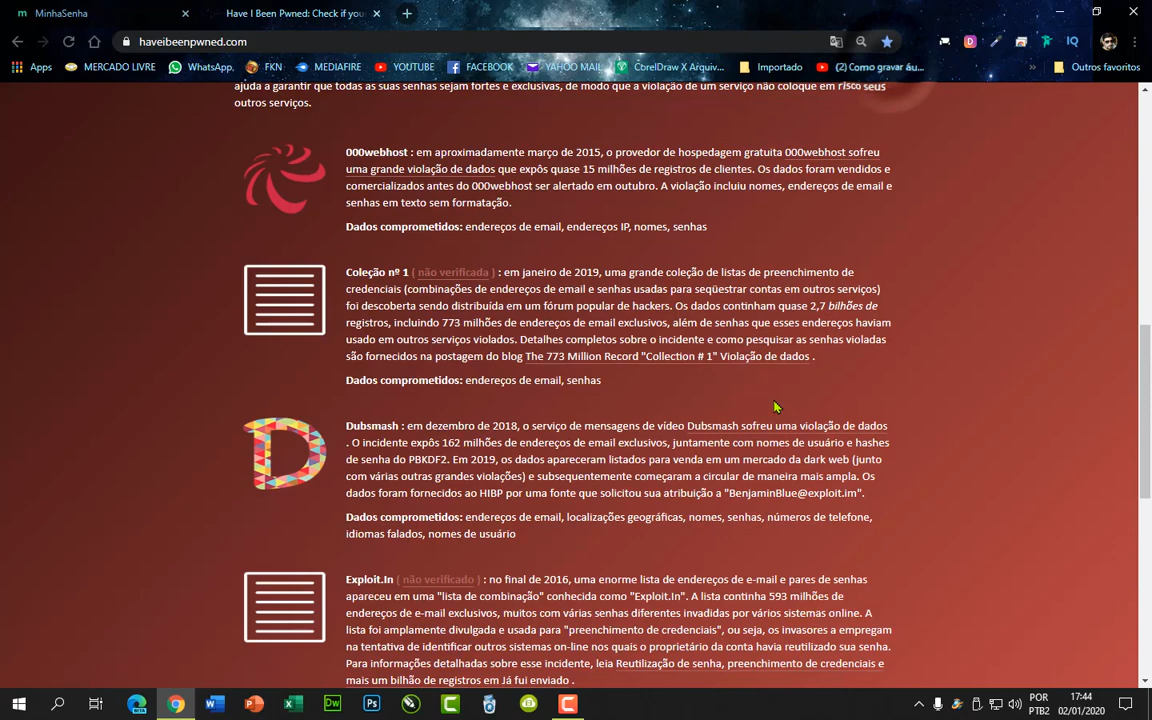 MinhaSenha
Have I Been Pwned: Check if you
haveibeenpwned.com
Apps
MERCADO LIVRE
WhatsApp,
FKN
MEDIAFIRE
YOUTUBE
FACEBOOK
YAHOO MAIL
CorelDraw X Arquiv...
Importado
(2) Como gravar áu...
Outros favoritos
ajuda a garantir que todas as suas senhas sejam fortes e exclusivas, de modo que a violação de um serviço não coloque em risco seus
outros serviços.
000webhost : em aproximadamente março de 2015, o provedor de hospedagem gratuita 000webhost sofreu
uma grande violação de dados que expôs quase 15 milhões de registros de clientes. Os dados foram vendidos e
comercializados antes do 000webhost ser alertado em outubro. A violação incluiu nomes, endereços de email e
senhas em texto sem formatação.
Dados comprometidos: endereços de email, endereços IP, nomes, senhas
Coleção nº 1 ( não verificada ) : em janeiro de 2019, uma grande coleção de listas de preenchimento de
credenciais (combinações de endereços de email e senhas usadas para seqüestrar contas em outros serviços)
foi descoberta sendo distribuída em um fórum popular de hackers. Os dados continham quase 2,7 bilhões de
registros, incluindo 773 milhões de endereços de email exclusivos, além de senhas que esses endereços haviam
usado em outros serviços violados. Detalhes completos sobre o incidente e como pesquisar as senhas violadas
são fornecidos na postagem do blog The 773 Million Record "Collection # 1" Violação de dados .
Dados comprometidos: endereços de email, senhas
Dubsmash : em dezembro de 2018, o serviço de mensagens de vídeo Dubsmash sofreu uma violação de dados
. O incidente expôs 162 milhões de endereços de email exclusivos, juntamente com nomes de usuário e hashes
de senha do PBKDF2. Em 2019, os dados apareceram listados para venda em um mercado da dark web (junto
com várias outras grandes violações) e subsequentemente começaram a circular de maneira mais ampla. Os
dados foram fornecidos ao HIBP por uma fonte que solicitou sua atribuição a "BenjaminBlue@exploit.im".
Dados comprometidos: endereços de email, localizações geográficas, nomes, senhas, números de telefone,
idiomas falados, nomes de usuário
Exploit.In ( não verificado ) : no final de 2016, uma enorme lista de endereços de e-mail e pares de senhas
apareceu em uma "lista de combinação" conhecida como "Exploit.In". A lista continha 593 milhões de
endereços de e-mail exclusivos, muitos com várias senhas diferentes invadidas por vários sistemas online. A
lista foi amplamente divulgada e usada para "preenchimento de credenciais", ou seja, os invasores a empregam
na tentativa de identificar outros sistemas on-line nos quais o proprietário da conta havia reutilizado sua senha.
Para informações detalhadas sobre esse incidente, leia Reutilização de senha, preenchimento de credenciais e
mais um bilhão de registros em Já fui enviado .
POR
PTB2
17:44
02/01/2020